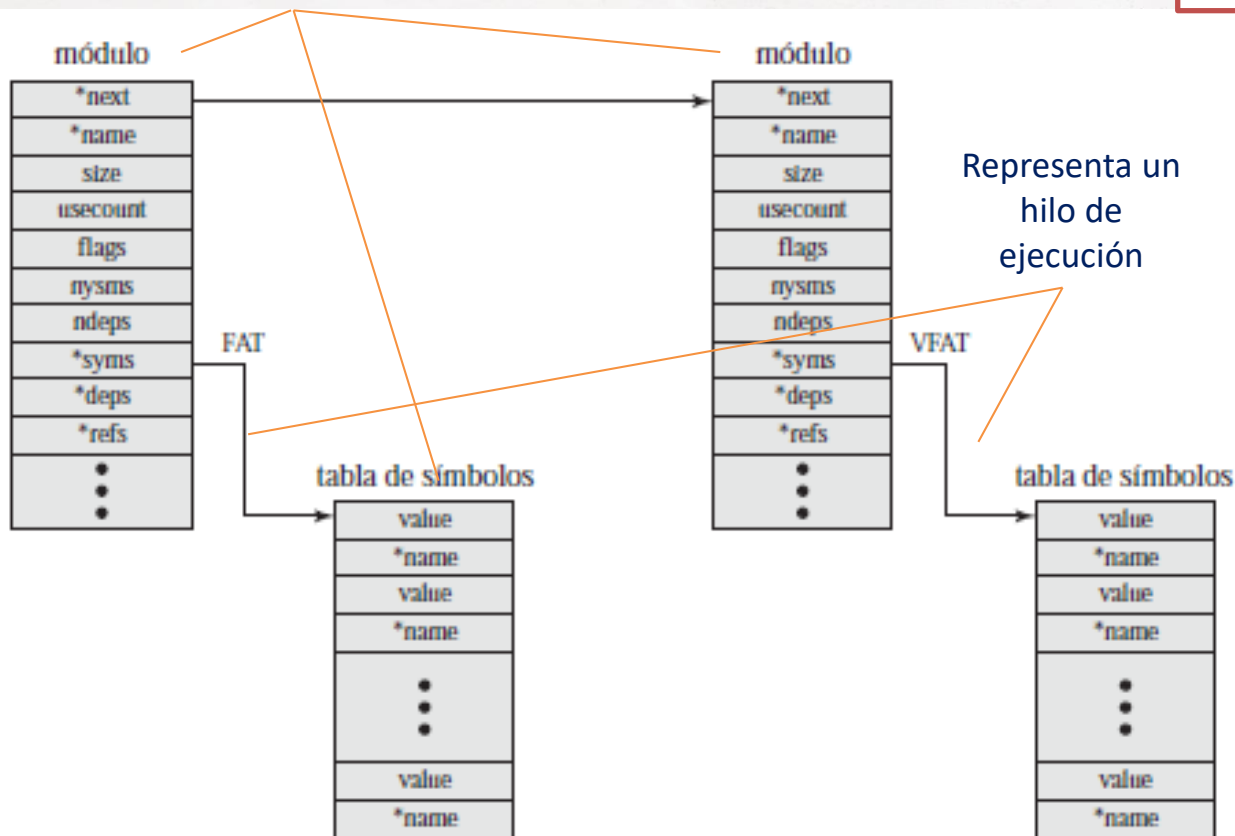 módulo
*next
*name
size
usecount
flags
nysms
ndeps
*syms
*deps
*refs
FAT
tabla de símbolos
value
*name
value
*name
value
*name
módulo
*next
*name
size
usecount
flags
nysms
ndeps
*syms
*deps
*refs
VFAT
Representa un
hilo de
ejecución
tabla de símbolos
value
*name
value
*name
value
*name